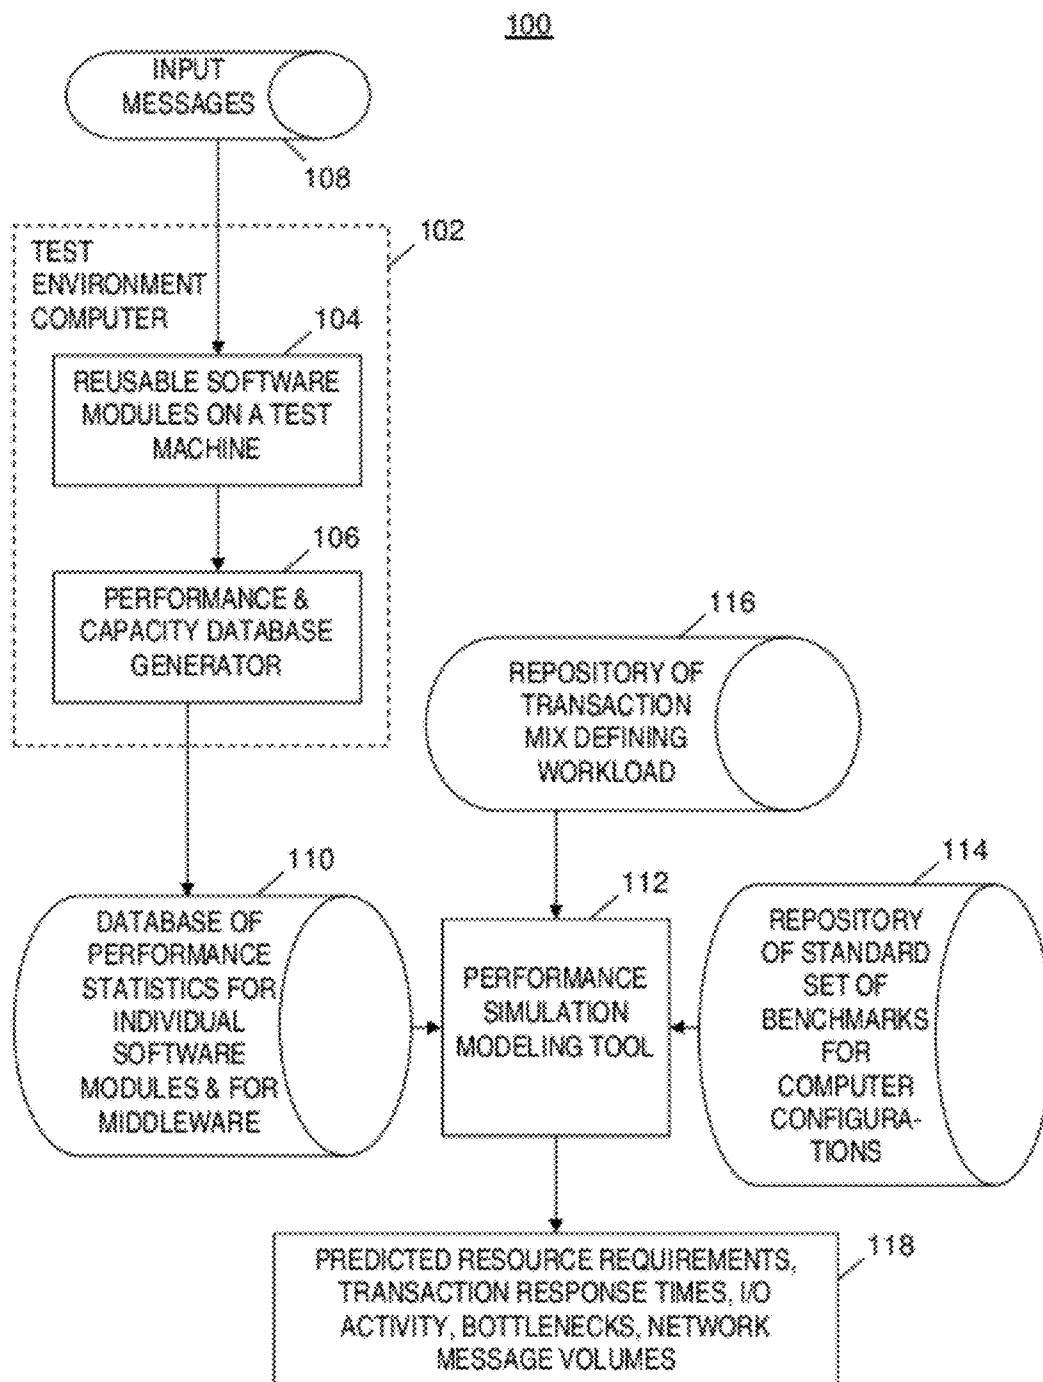 100
INPUT
MESSAGES
108
102
TEST
ENVIRONMENT
COMPUTER
104
REUSABLE SOFTWARE
MODULES ON A TEST
MACHINE
106
PERFORMANCE &
CAPACITY DATABASE
GENERATOR
116
REPOSITORY OF
TRANSACTION
MIX DEFINING
WORKLOAD
110
DATABASE OF
PERFORMANCE
STATISTICS FOR
INDIVIDUAL
SOFTWARE
MODULES & FOR
MIDDLEWARE
112
PERFORMANCE
SIMULATION
MODELING TOOL
114
REPOSITORY
OF STANDARD
SET OF
BENCHMARKS
FOR
COMPUTER
CONFIGURA-
TIONS
118
PREDICTED RESOURCE REQUIREMENTS,
TRANSACTION RESPONSE TIMES, I/O
ACTIVITY, BOTTLENECKS, NETWORK
MESSAGE VOLUMES